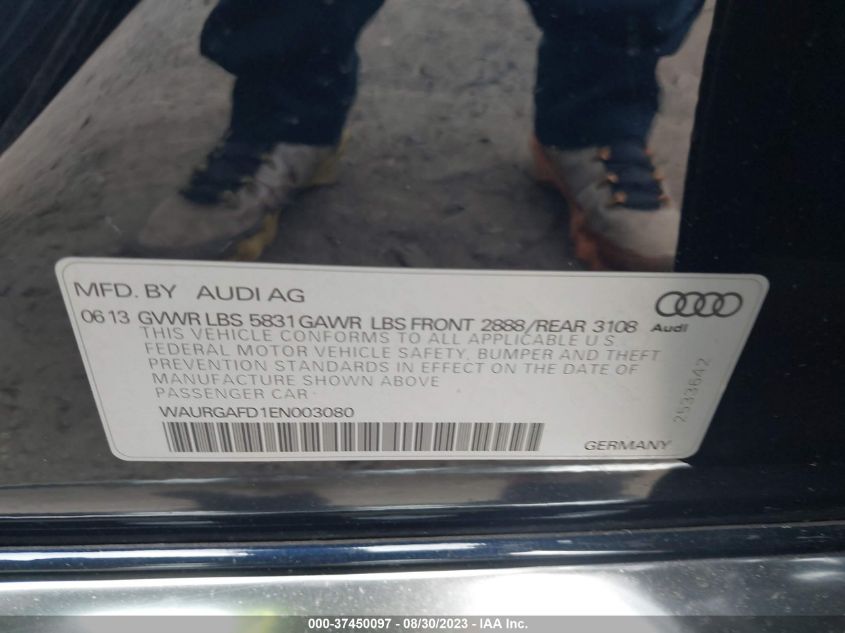 MFD. BY AUDI AG
06 13 GVWR LBS 5831 GAWR LBS FRONT 2888/REAR 3108
Audi
THIS VEHICLE CONFORMS TO ALL APPLICABLE U S
FEDERAL MOTOR VEHICLE SAFETY, BUMPER AND THEFT
PREVENTION STANDARDS IN EFFECT ON THE DATE OF
MANUFACTURE SHOWN ABOVE
PASSENGER CAR
WAURGAFD1EN003080
GERMANY
2533642
000-37450097 - 08/30/2023 - IAA Inc.